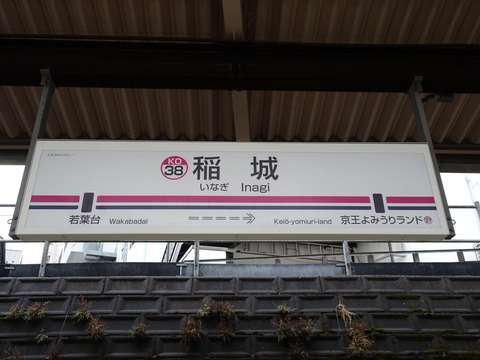 KO
38
稲城
いなぎ Inagi
若葉台 Wakabadai
Keiō-yomiuri-land 京王よみうりランド